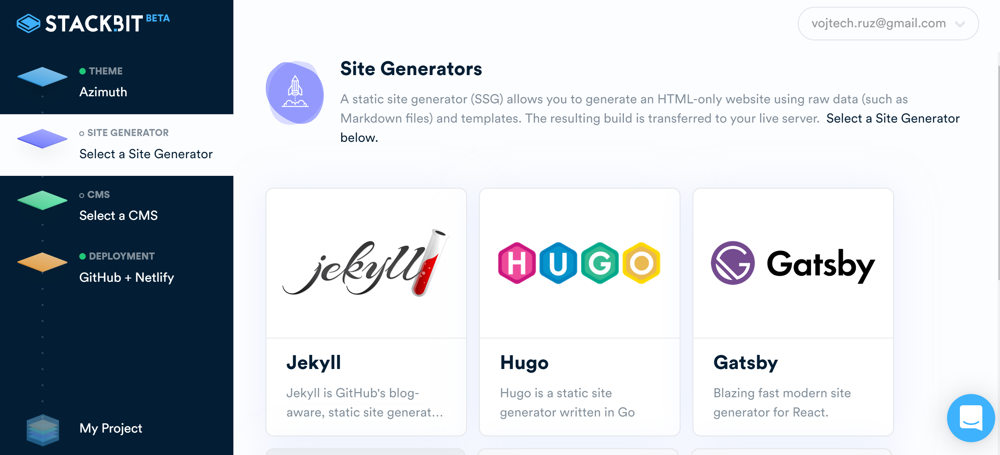 STACKBIT BETA
vojtech.ruz@gmail.com
THEME
Azimuth
SITE GENERATOR
Select a Site Generator
CMS
Select a CMS
DEPLOYMENT
GitHub + Netlify
My Project
Site Generators
A static site generator (SSG) allows you to generate an HTML-only website using raw data (such as
Markdown files) and templates. The resulting build is transferred to your live server. Select a Site Generator
below.
jekyll
HUGO
Gatsby
Jekyll
Jekyll is GitHub's blog-
aware, static site generat...
Hugo
Hugo is a static site
generator written in Go
Gatsby
Blazing fast modern site
generator for React.